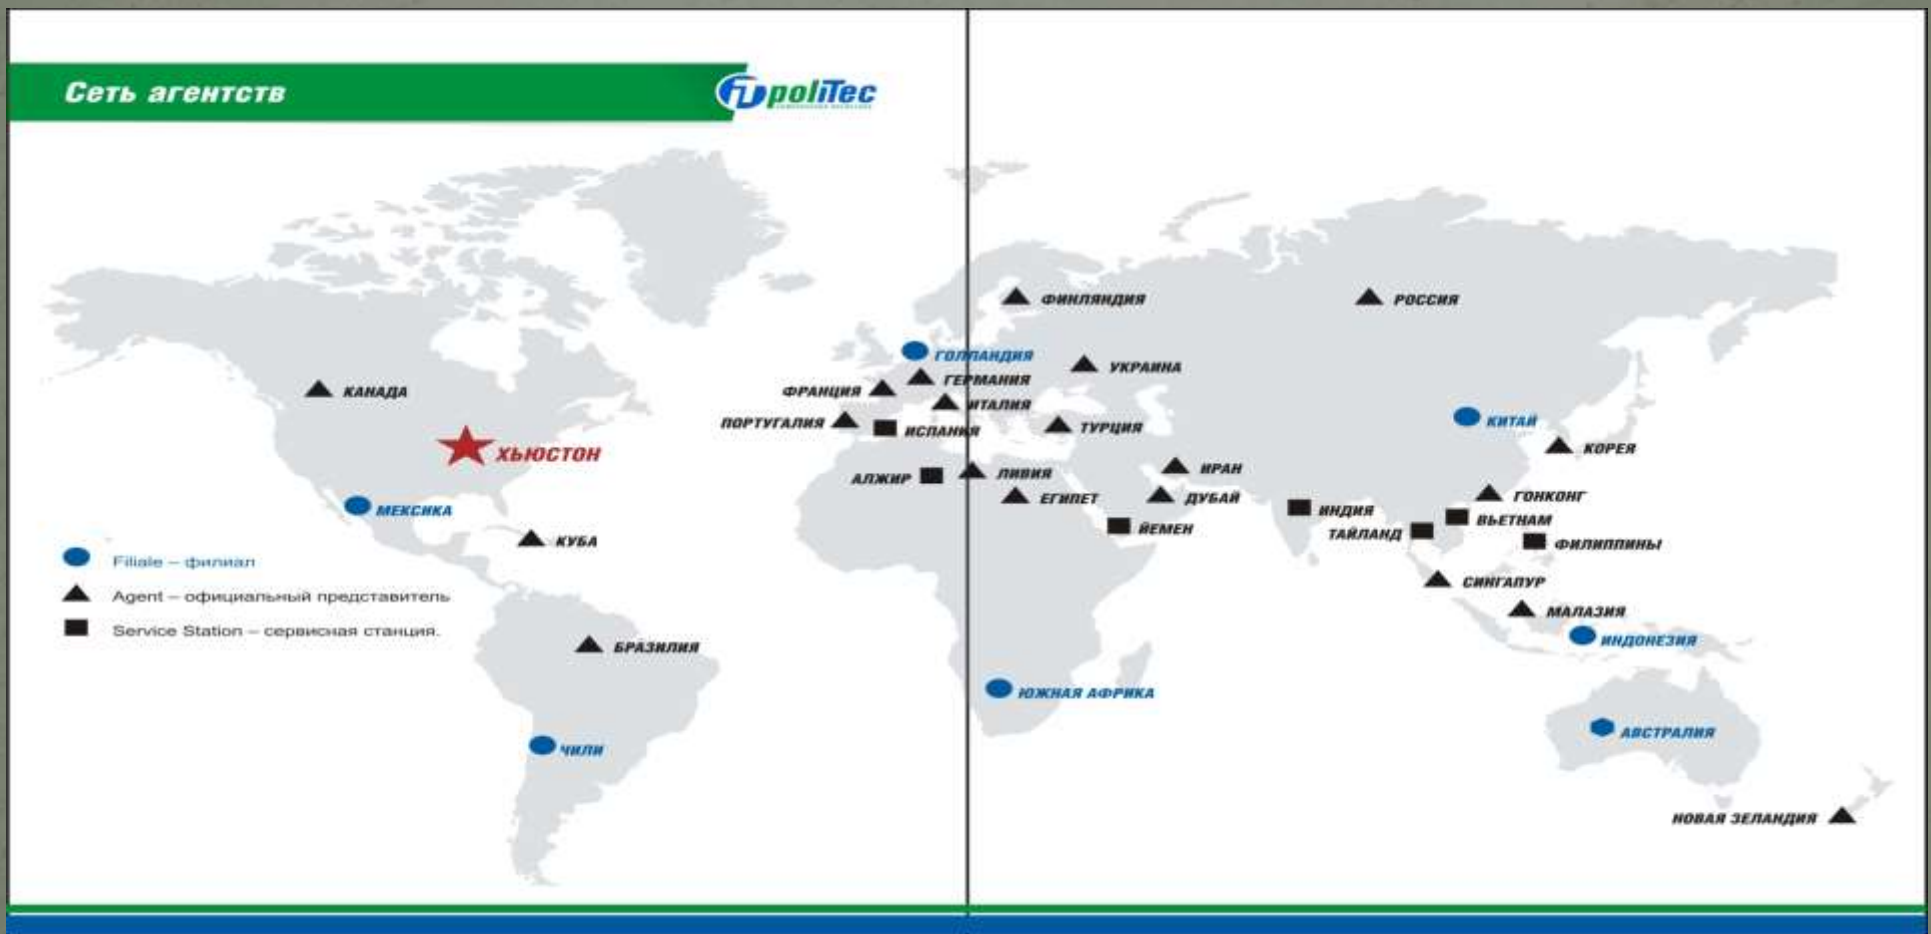 Сеть агентств
poliTec
ФИНЛЯНДИЯ
РОССИЯ
ГОЛЛАНДИЯ
УКРАИНА
ГЕРМАНИЯ
КАНАДА
ФРАНЦИЯ
ИТАЛИЯ
ПОРТУГАЛИЯ
ИСПАНИЯ
ТУРЦИЯ
КИТАЙ
ХЬЮСТОН
КОРЕЯ
АЛЖИР
ЛИВИЯ
ИРАН
МЕКСИКА
ЕГИПЕТ
ДУБАЙ
ИНДИЯ
ГОНКОНГ
ЙЕМЕН
ТАЙЛАНД
ВЬЕТНАМ
КУБА
ФИЛИППИНЫ
Filiale – филиал
СИНГАПУР
Agent – официальный представитель
МАЛАЗИЯ
Service Station – сервисная станция.
БРАЗИЛИЯ
ИНДОНЕЗИЯ
ЮЖНАЯ АФРИКА
АВСТРАЛИЯ
ЧИЛИ
НОВАЯ ЗЕЛАНДИЯ